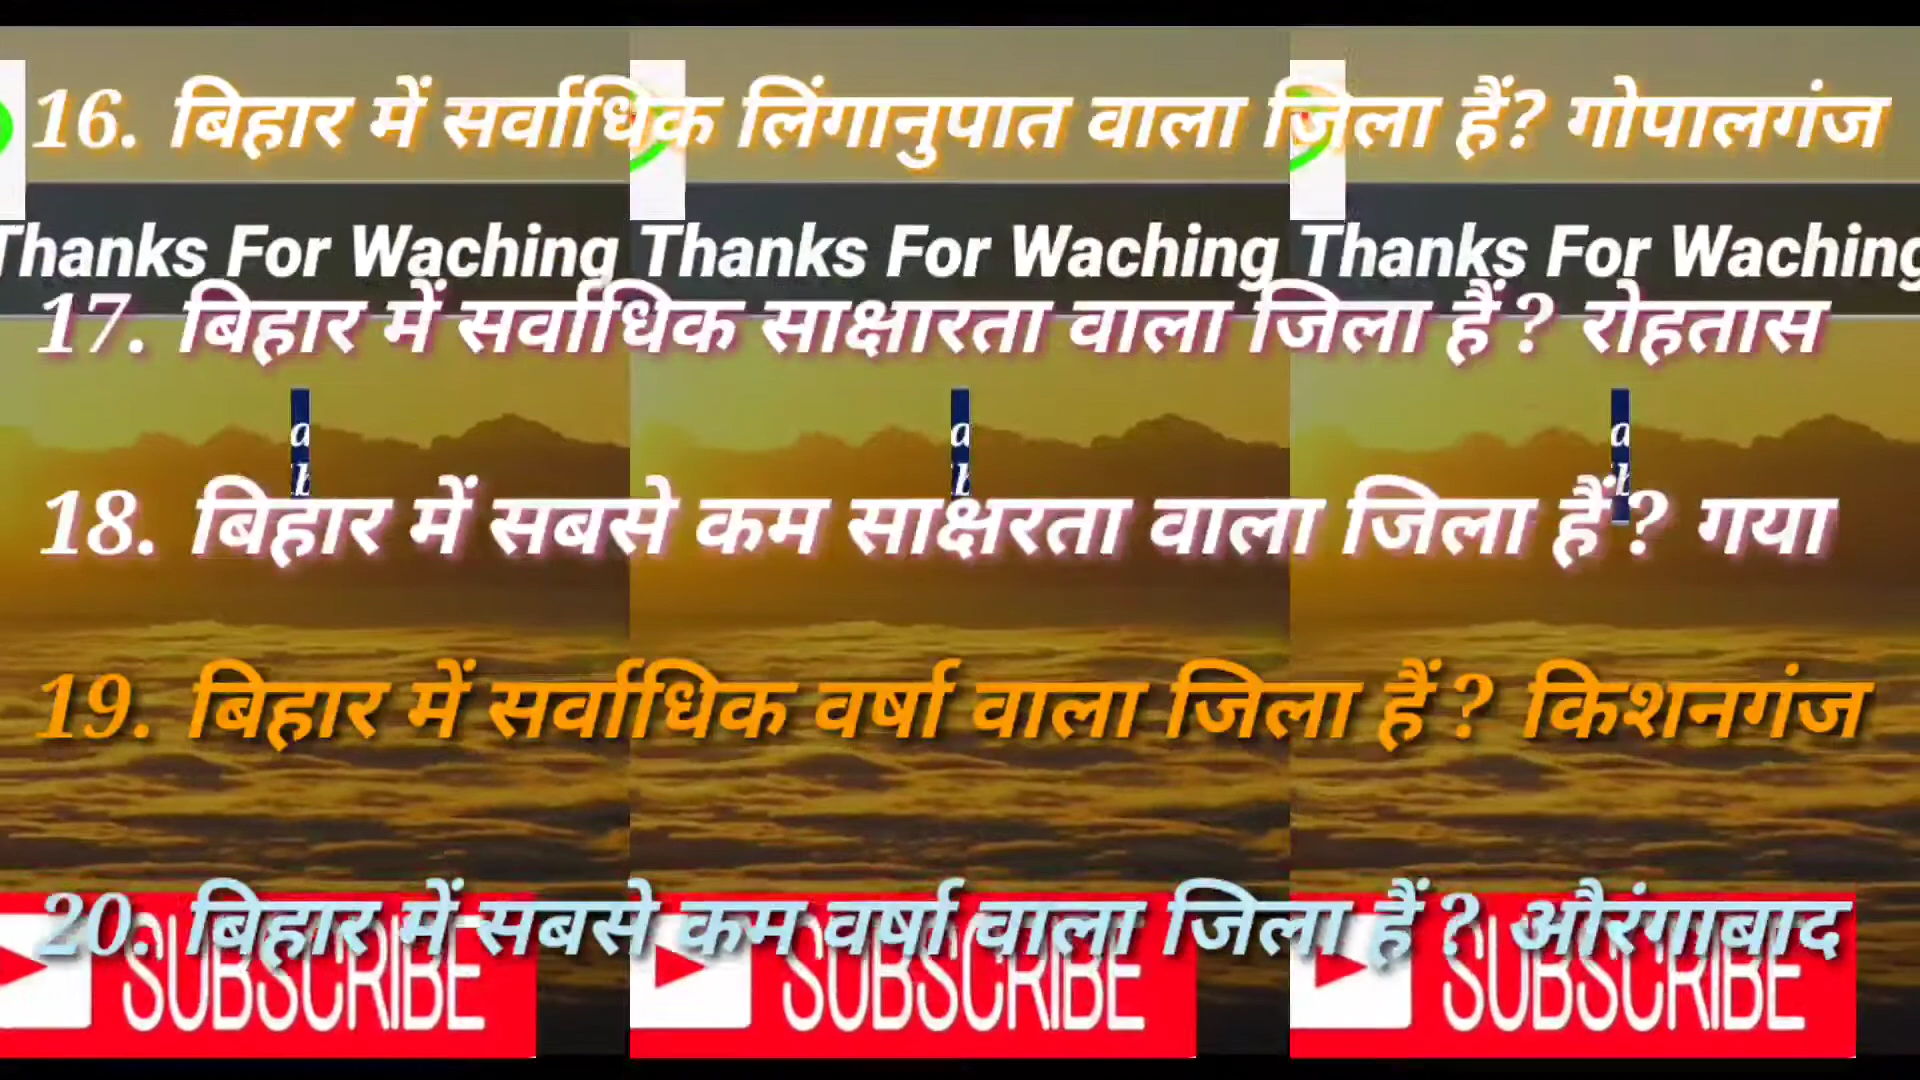 16. बिहार में सर्वाधिक लिंगानुपात वाला जिला हैं? गोपालगंज
Thanks For Waching Thanks For Waching Thanks For Waching
17. बिहार में सर्वाधिक साक्षारता वाला जिला हैं ? रोहतास
a a a
18. बिहार में सबसे कम साक्षरता वाला जिला हैं ? गया
19. बिहार में सर्वाधिक वर्षा वाला जिला हैं ? किशनगंज
20. बिहार में सबसे कम वर्षा वाला जिला हैं ? औरंगाबाद
SUBSCRIBE SUBSCRIBE SUBSCRIBE